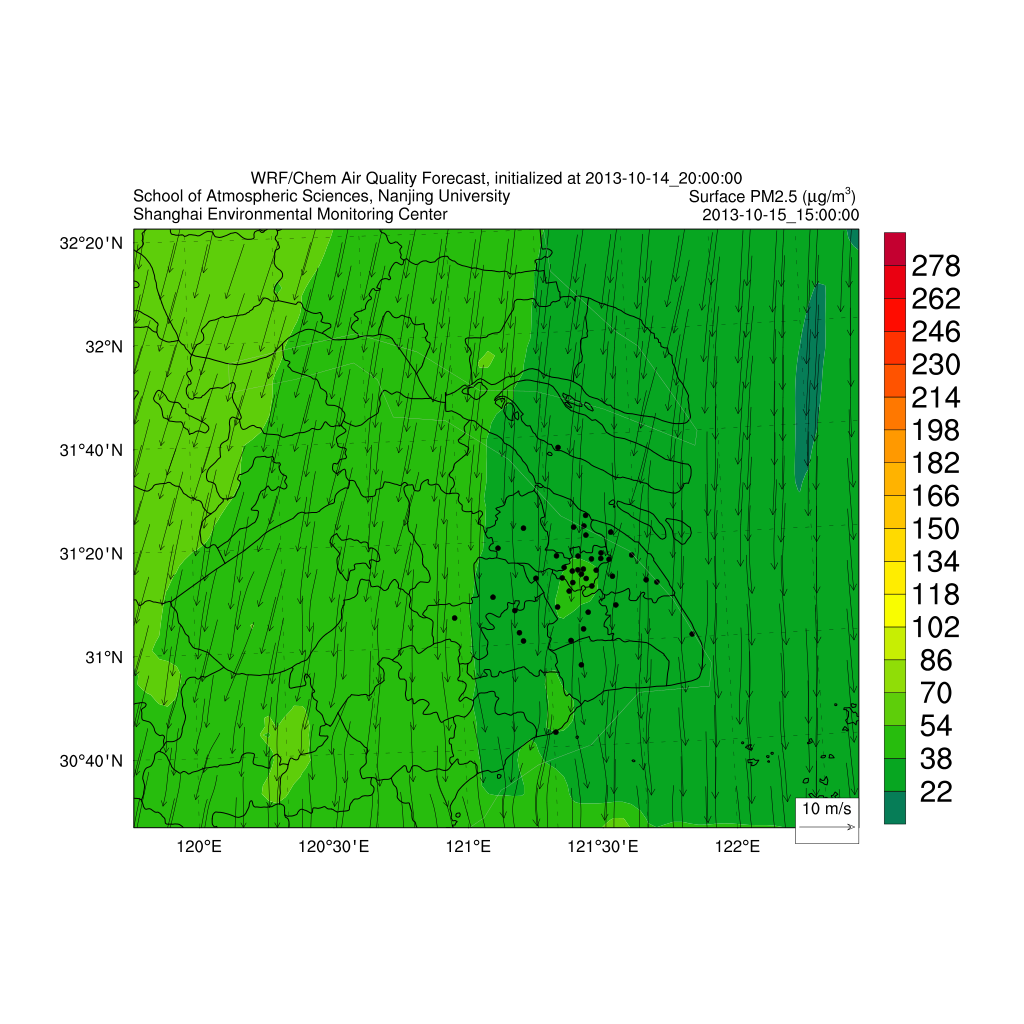 WRF/Chem Air Quality Forecast, initialized at 2013-10-14_20:00:00
School of Atmospheric Sciences, Nanjing University Surface PM2.5 (μg/m³)
Shanghai Environmental Monitoring Center 2013-10-15_15:00:00
32°20'N
32°N
31°40'N
31°20'N
31°N
30°40'N
120°E 120°30'E 121°E 121°30'E 122°E
10 m/s
278
262
246
230
214
198
182
166
150
134
118
102
86
70
54
38
22